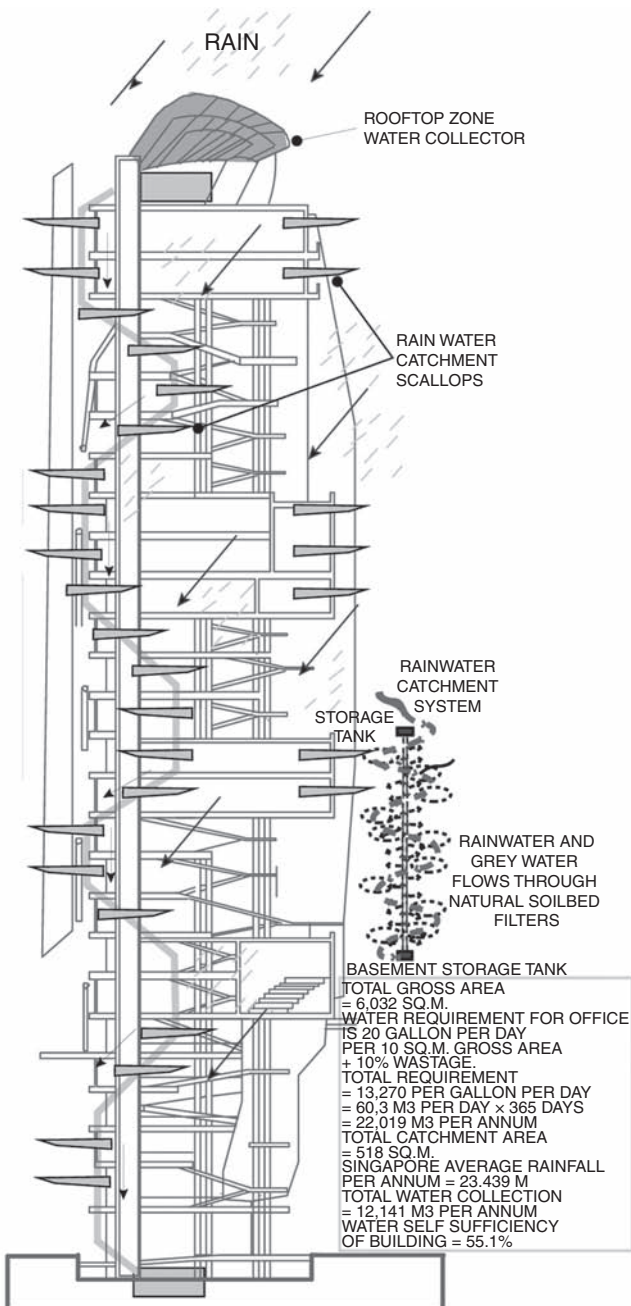 RAIN
ROOFTOP ZONE
WATER COLLECTOR
RAIN WATER
CATCHMENT
SCALLOPS
RAINWATER
CATCHMENT
SYSTEM
STORAGE
TANK
RAINWATER AND
GREY WATER
FLOWS THROUGH
NATURAL SOILBED
FILTERS
BASEMENT STORAGE TANK
TOTAL GROSS AREA
= 6,032 SQ.M.
WATER REQUIREMENT FOR OFFICE
IS 20 GALLON PER DAY
PER 10 SQ.M. GROSS AREA
+ 10% WASTAGE.
TOTAL REQUIREMENT
= 13,270 PER GALLON PER DAY
= 60,3 M3 PER DAY × 365 DAYS
= 22,019 M3 PER ANNUM
TOTAL CATCHMENT AREA
= 518 SQ.M.
SINGAPORE AVERAGE RAINFALL
PER ANNUM = 23.439 M
TOTAL WATER COLLECTION
= 12,141 M3 PER ANNUM
WATER SELF SUFFICIENCY
OF BUILDING = 55.1%